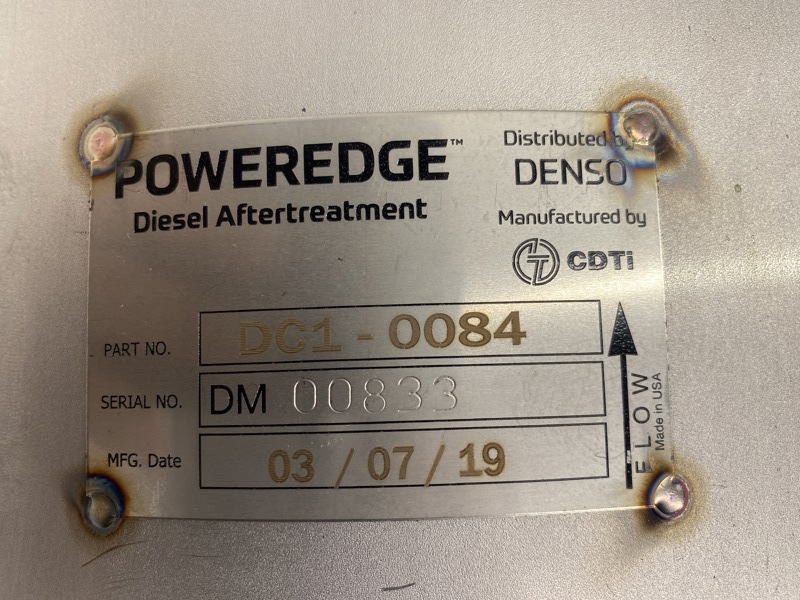 POWEREDGE™
Diesel Aftertreatment
Distributed by
DENSO
Manufactured by
CDTi
PART NO. DC1-0084
SERIAL NO. DM 00833
MFG. Date 03 / 07 / 19
FLOW
Made in USA